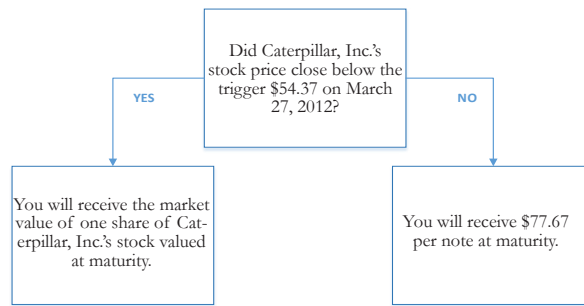 Did Caterpillar, Inc.'s
stock price close below the
trigger $54.37 on March
27, 2012?
YES
NO
You will receive the market
value of one share of Cat-
erpillar, Inc.'s stock valued
at maturity.
You will receive $77.67
per note at maturity.